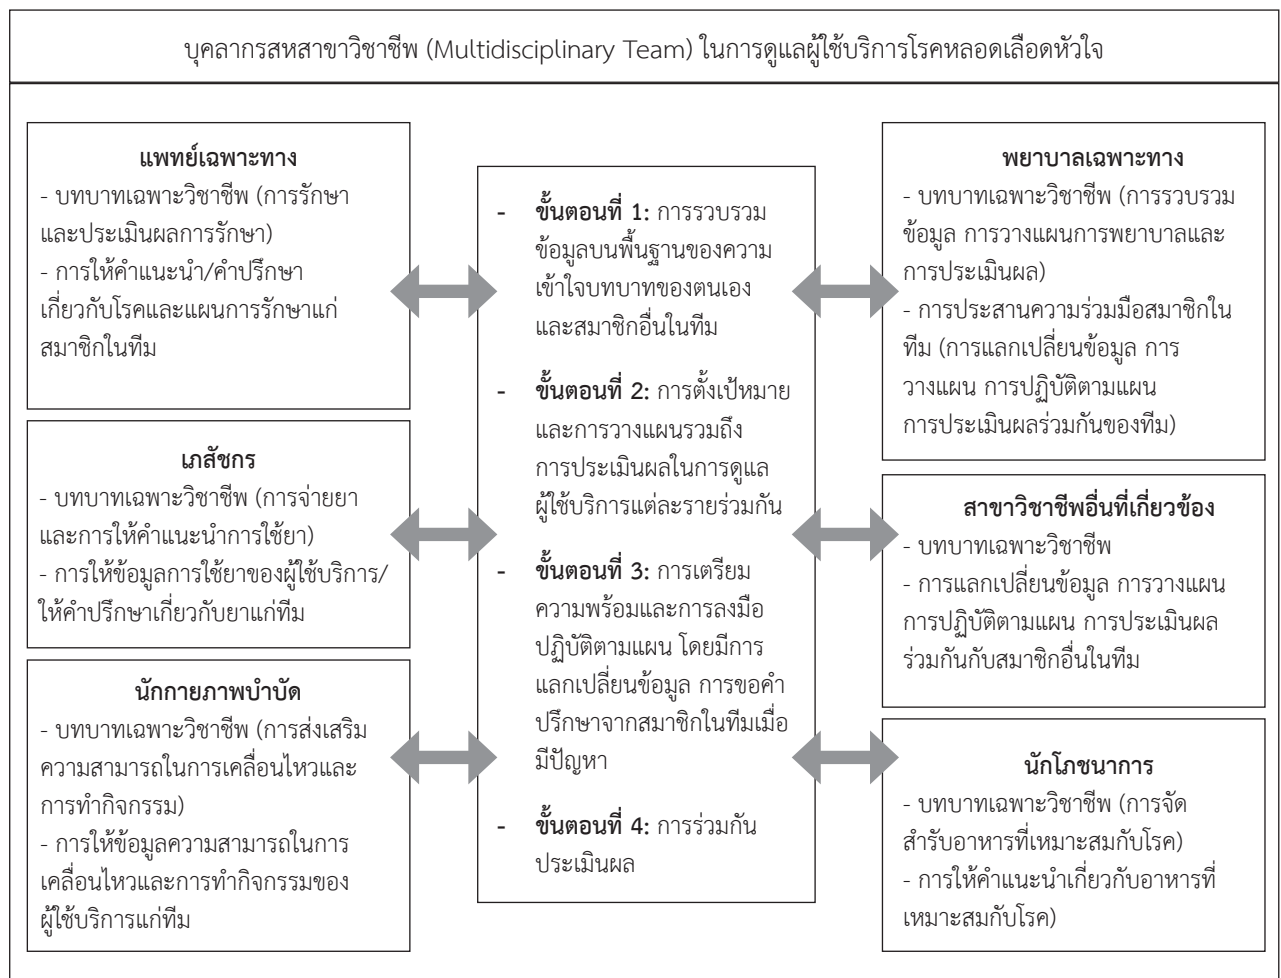 บุคลากรสหสาขาวิชาชีพ (Multidisciplinary Team) ในการดูแลผู้ใช้บริการโรคหลอดเลือดหัวใจ
แพทย์เฉพาะทาง
- บทบาทเฉพาะวิชาชีพ (การรักษา
และประเมินผลการรักษา)
- การให้คำแนะนำ/คำปรึกษา
เกี่ยวกับโรคและแผนการรักษาแก่
สมาชิกในทีม
เภสัชกร
- บทบาทเฉพาะวิชาชีพ (การจ่ายยา
และการให้คำแนะนำการใช้ยา)
- การให้ข้อมูลการใช้ยาของผู้ใช้บริการ/
ให้คำปรึกษาเกี่ยวกับยาแก่ทีม
นักกายภาพบำบัด
- บทบาทเฉพาะวิชาชีพ (การส่งเสริม
ความสามารถในการเคลื่อนไหวและ
การทำกิจกรรม)
- การให้ข้อมูลความสามารถในการ
เคลื่อนไหวและการทำกิจกรรมของ
ผู้ใช้บริการแก่ทีม
- ขั้นตอนที่ 1: การรวบรวม
ข้อมูลบนพื้นฐานของความ
เข้าใจบทบาทของตนเอง
และสมาชิกอื่นในทีม
- ขั้นตอนที่ 2: การตั้งเป้หมาย
และการวางแผนรวมถึง
การประเมินผลในการดูแล
ผู้ใช้บริการแต่ละรายร่วมกัน
- ขั้นตอนที่ 3: การเตรียม
ความพร้อมและการลงมือ
ปฏิบัติตามแผน โดยมีการ
แลกเปลี่ยนข้อมูล การขอคำ
ปรึกษาจากสมาชิกในทีมเมื่อ
มีปัญหา
- ขั้นตอนที่ 4: การร่วมกัน
ประเมินผล
พยาบาลเฉพาะทาง
- บทบาทเฉพาะวิชาชีพ (การรวบรวม
ข้อมูล การวางแผนการพยาบาลและ
การประเมินผล)
- การประสานความร่วมมือสมาชิกใน
ทีม (การแลกเปลี่ยนข้อมูล การ
วางแผน การปฏิบัติตามแผน
การประเมินผลร่วมกันของทีม)
สาขาวิชาชีพอื่นที่เกี่ยวข้อง
- บทบาทเฉพาะวิชาชีพ
- การแลกเปลี่ยนข้อมูล การวางแผน
การปฏิบัติตามแผน การประเมินผล
ร่วมกันกับสมาชิกอื่นในทีม
นักโภชนาการ
- บทบาทเฉพาะวิชาชีพ (การจัด
สำรับอาหารที่เหมาะสมกับโรค)
- การให้คำแนะนำเกี่ยวกับอาหารที่
เหมาะสมกับโรค)